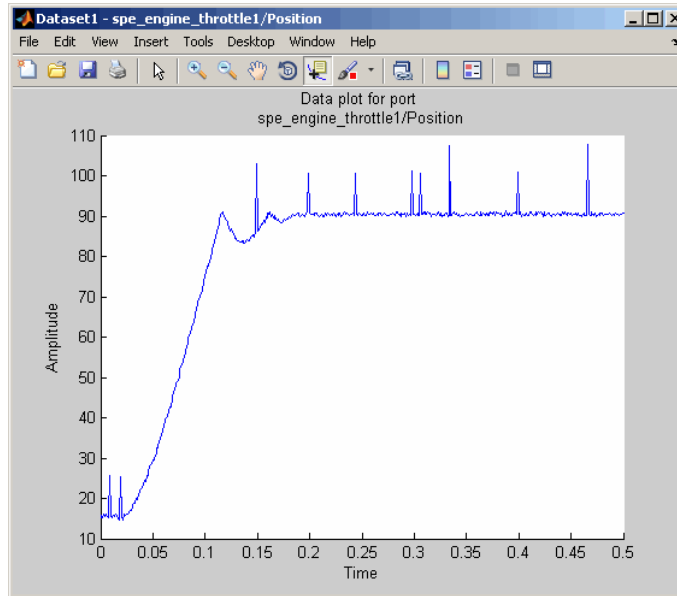 Dataset1 - spe_engine_throttle1/Position
File Edit View Insert Tools Desktop Window Help
Data plot for port
spe_engine_throttle1/Position
110
100
90
80
70
60
50
40
30
20
10
Amplitude
0 0.05 0.1 0.15 0.2 0.25 0.3 0.35 0.4 0.45 0.5
Time